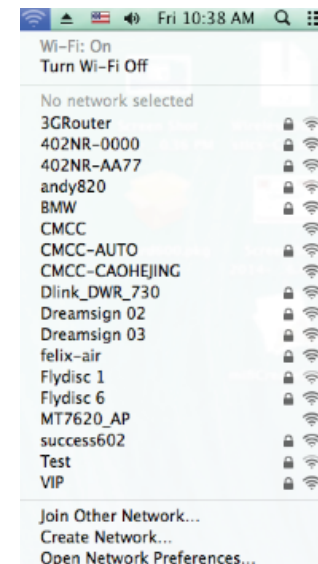 Fri 10:38 AM
Wi-Fi: On
Turn Wi-Fi Off
No network selected
3GRouter
402NR-0000
402NR-AA77
andy820
BMW
CMCC
CMCC-AUTO
CMCC-CAOHEJING
Dlink_DWR_730
Dreamsign 02
Dreamsign 03
felix-air
Flydisc 1
Flydisc 6
MT7620_AP
success602
Test
VIP
Join Other Network...
Create Network...
Open Network Preferences...